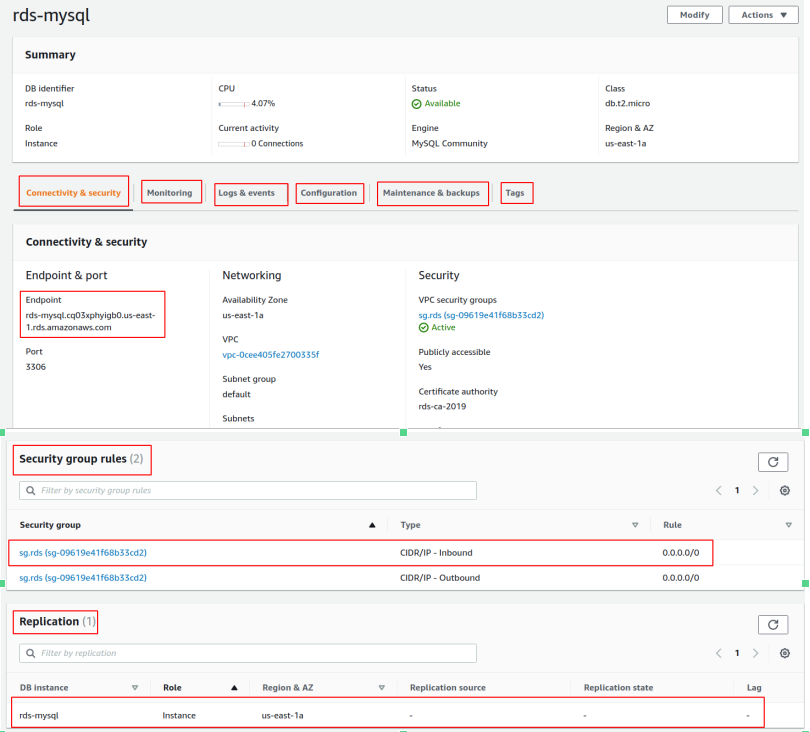 rds-mysql
Modify
Actions
Summary
DB identifier
CPU
Status
Class
rds-mysql
4.07%
Available
db.t2.micro
Role
Current activity
Engine
Region & AZ
Instance
0 Connections
MySQL Community
us-east-1a
Connectivity & security
Monitoring
Logs & events
Configuration
Maintenance & backups
Tags
Connectivity & security
Endpoint & port
Endpoint
rds-mysql.cq03xphyigb0.us-east-
1.rds.amazonaws.com
Port
3306
Networking
Availability Zone
us-east-1a
VPC
vpc-0cee405fe2700335f
Subnet group
default
Subnets
Security
VPC security groups
sg.rds (sg-09619e41f68b33cd2)
Active
Publicly accessible
Yes
Certificate authority
rds-ca-2019
Security group rules (2)
Filter by security group rules
1
Security group
Type
Rule
sg.rds (sg-09619e41f68b33cd2)
CIDR/IP - Inbound
0.0.0.0/0
sg.rds (sg-09619e41f68b33cd2)
CIDR/IP - Outbound
0.0.0.0/0
Replication (1)
Filter by replication
1
DB instance
Role
Region & AZ
Replication source
Replication state
Lag
rds-mysql
Instance
us-east-1a
-
-
-